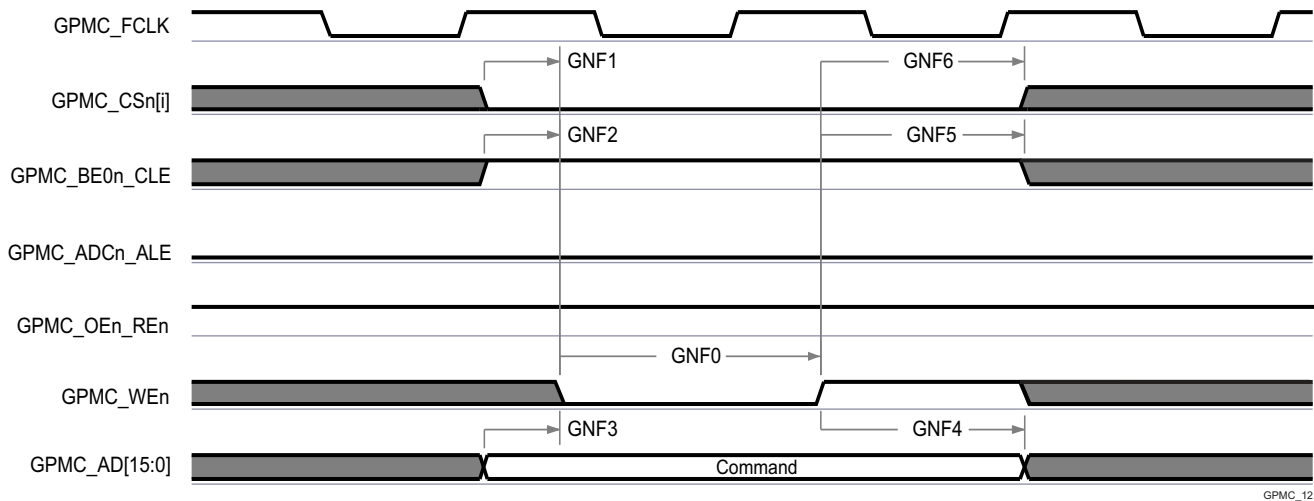 GPMC_FCLK
GNF1
GNF6
GPMC_CSn[i]
GNF2
GNF5
GPMC_BE0n_CLE
GPMC_ADCn_ALE
GPMC_OEn_REn
GNF0
GPMC_WEn
GNF3
GNF4
GPMC_AD[15:0]
Command
GPMC_12